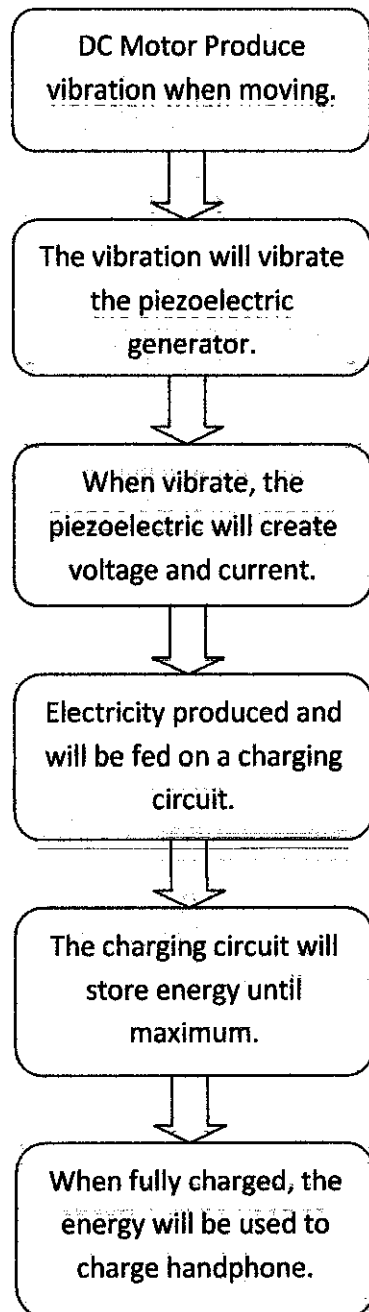 DC Motor Produce
vibration when moving.
The vibration will vibrate
the piezoelectric
generator.
When vibrate, the
piezoelectric will create
voltage and current.
Electricity produced and
will be fed on a charging
circuit.
The charging circuit will
store energy until
maximum.
When fully charged, the
energy will be used to
charge handphone.